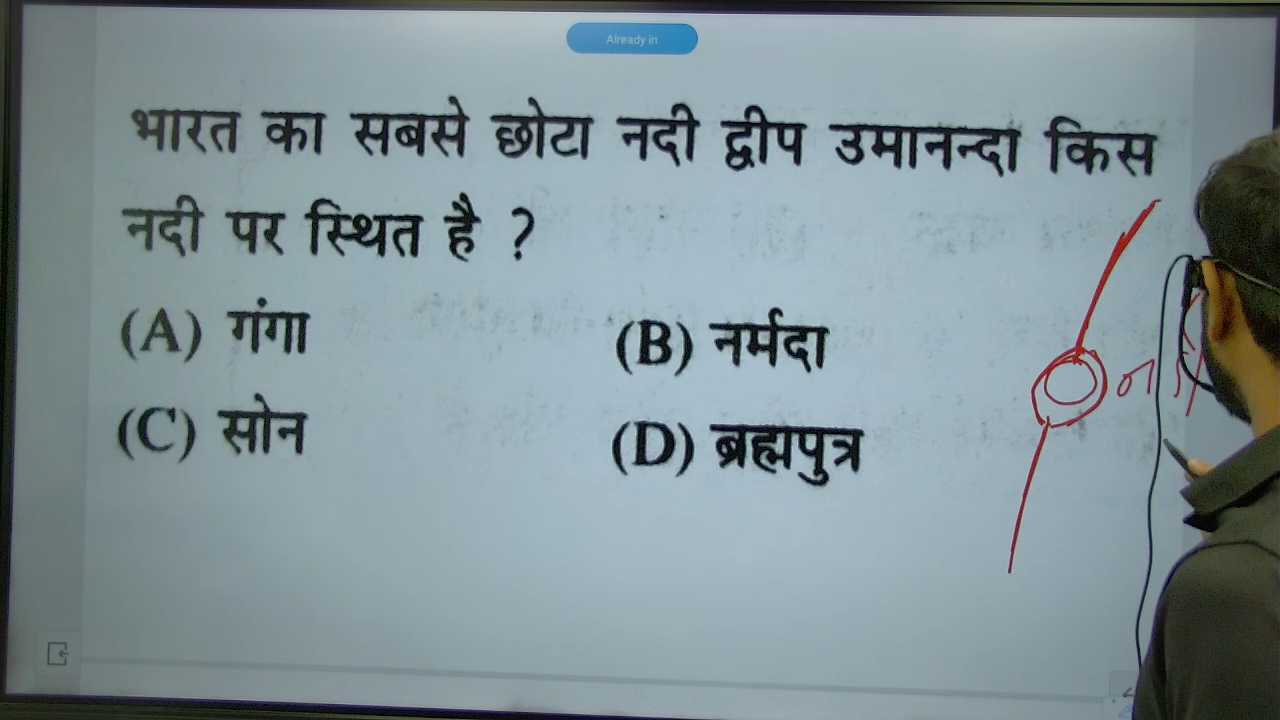 Already in
भारत का सबसे छोटा नदी द्वीप उमानन्दा किस
नदी पर स्थित है ?
(A) गंगा
(B) नर्मदा
(C) सोन
(D) ब्रह्मपुत्र